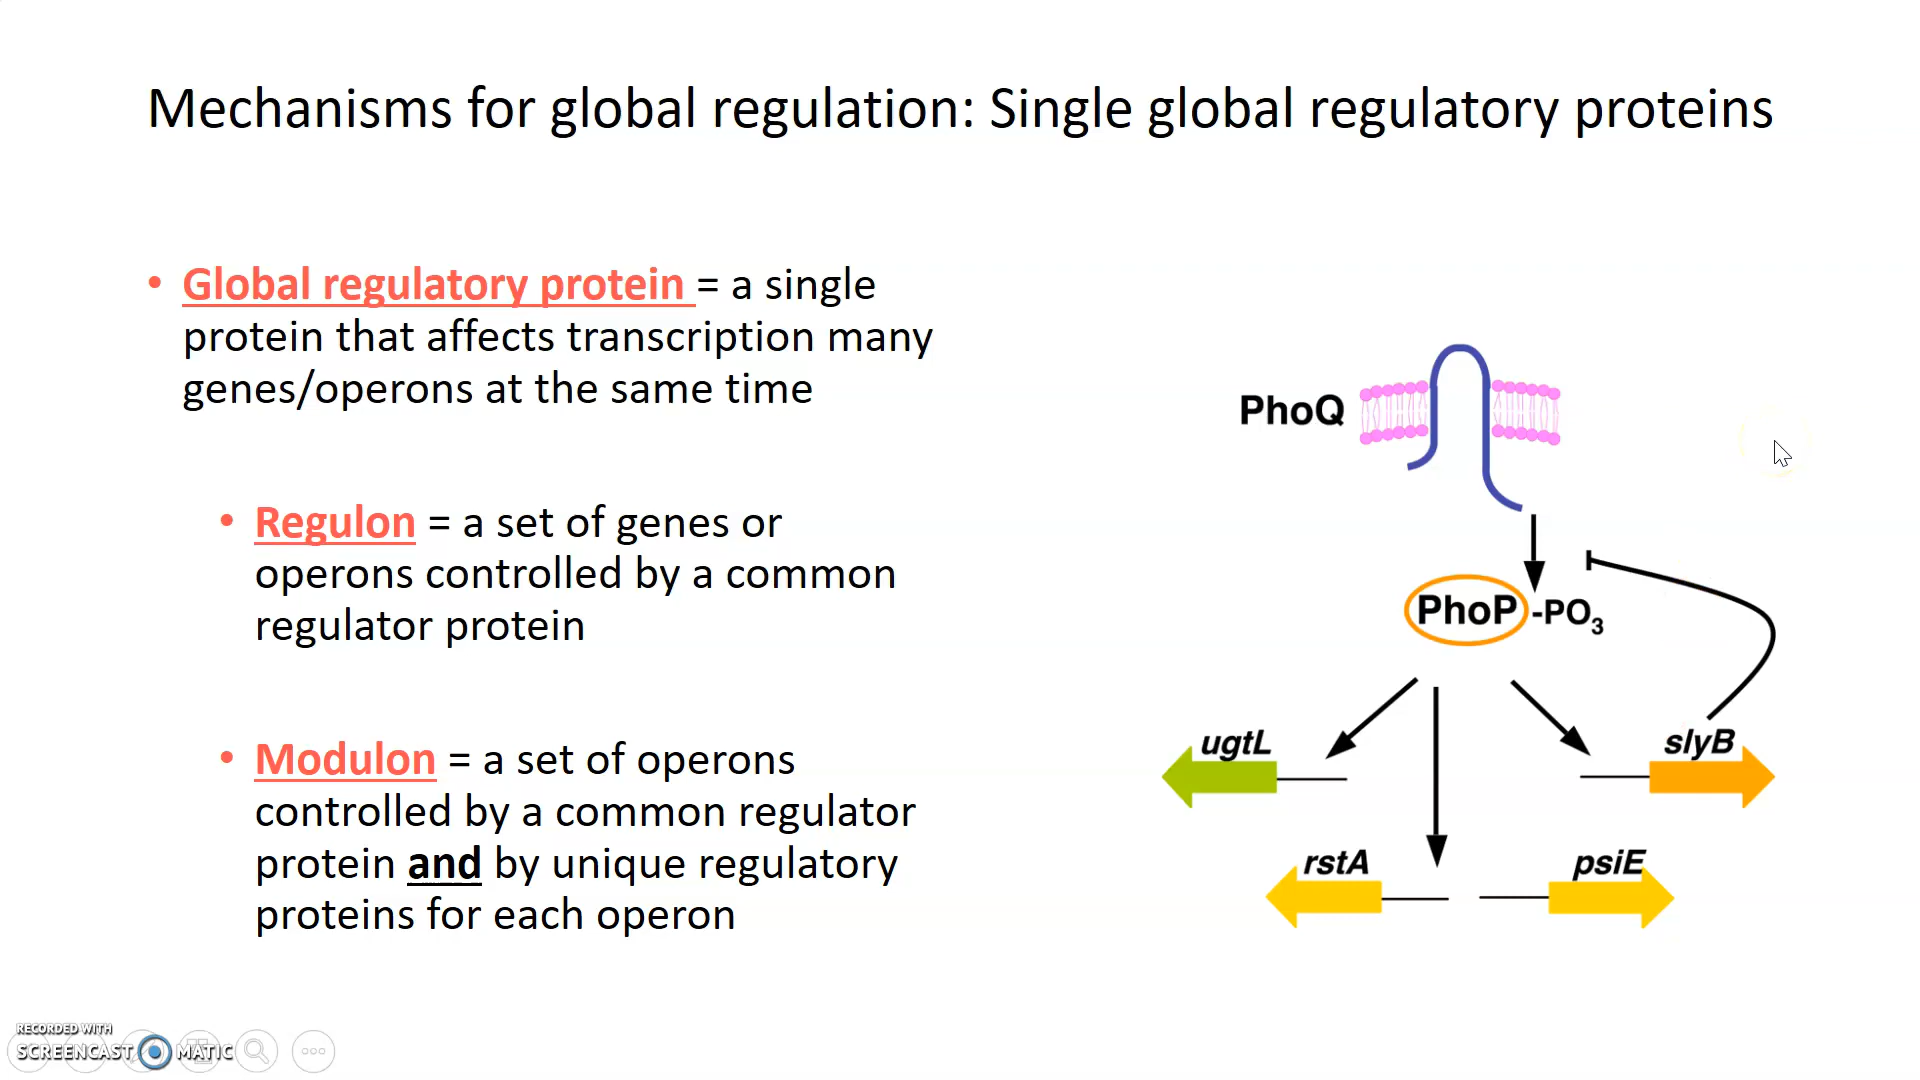 Mechanisms for global regulation: Single global regulatory proteins
• Global regulatory protein = a single
protein that affects transcription many
genes/operons at the same time
• Regulon = a set of genes or
operons controlled by a common
regulator protein
• Modulon = a set of operons
controlled by a common regulator
protein and by unique regulatory
proteins for each operon
PhoQ
PhoP -PO3
ugtL
slyB
rstA
psiE
RECORDED WITH
SCREENCAST MATIC